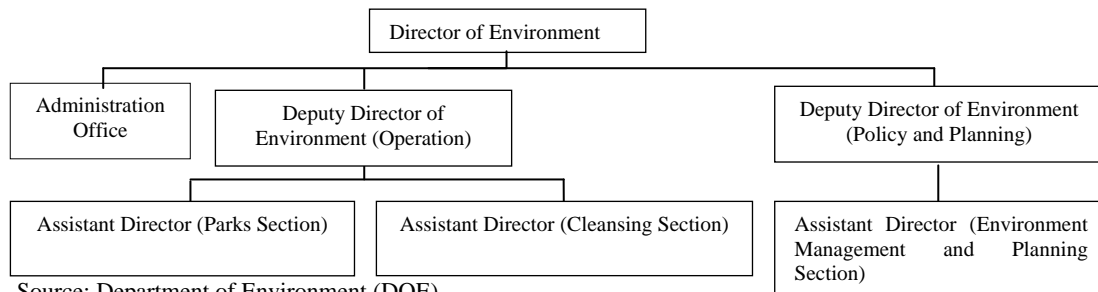 Director of Environment
Administration
Office
Deputy Director of
Environment (Operation)
Deputy Director of Environment
(Policy and Planning)
Assistant Director (Parks Section)
Assistant Director (Cleansing Section)
Assistant Director (Environment
Management and Planning
Section)
Source: Department of Environment (DOE)